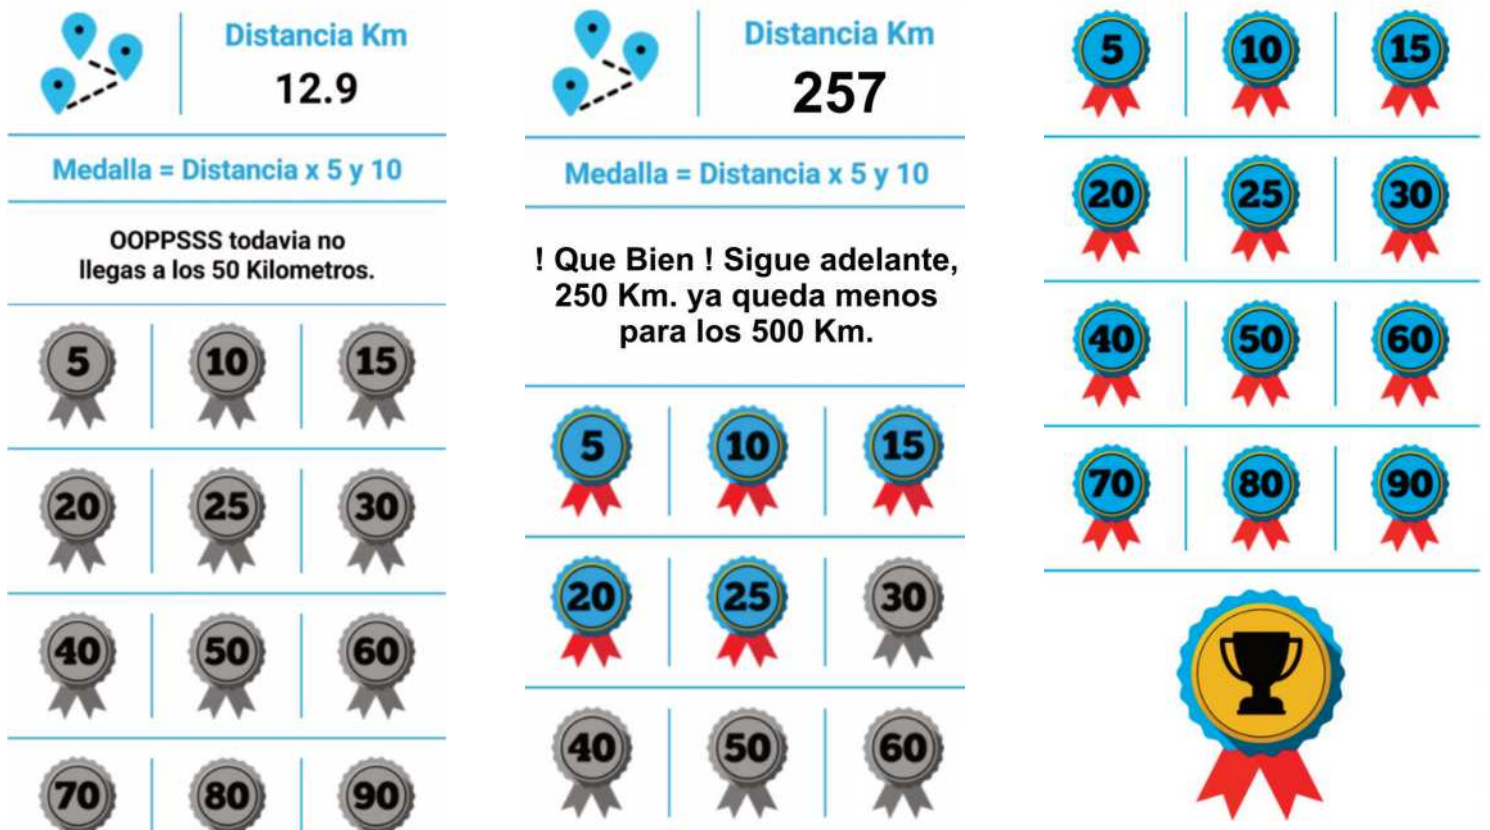 Distancia Km
12.9
Medalla = Distancia x 5 y 10
OOPPSSS todavia no
llegas a los 50 Kilometros.
5 10 15
20 25 30
40 50 60
70 80 90
Distancia Km
257
Medalla = Distancia x 5 y 10
! Que Bien ! Sigue adelante,
250 Km. ya queda menos
para los 500 Km.
5 10 15
20 25 30
40 50 60
5 10 15
20 25 30
40 50 60
70 80 90